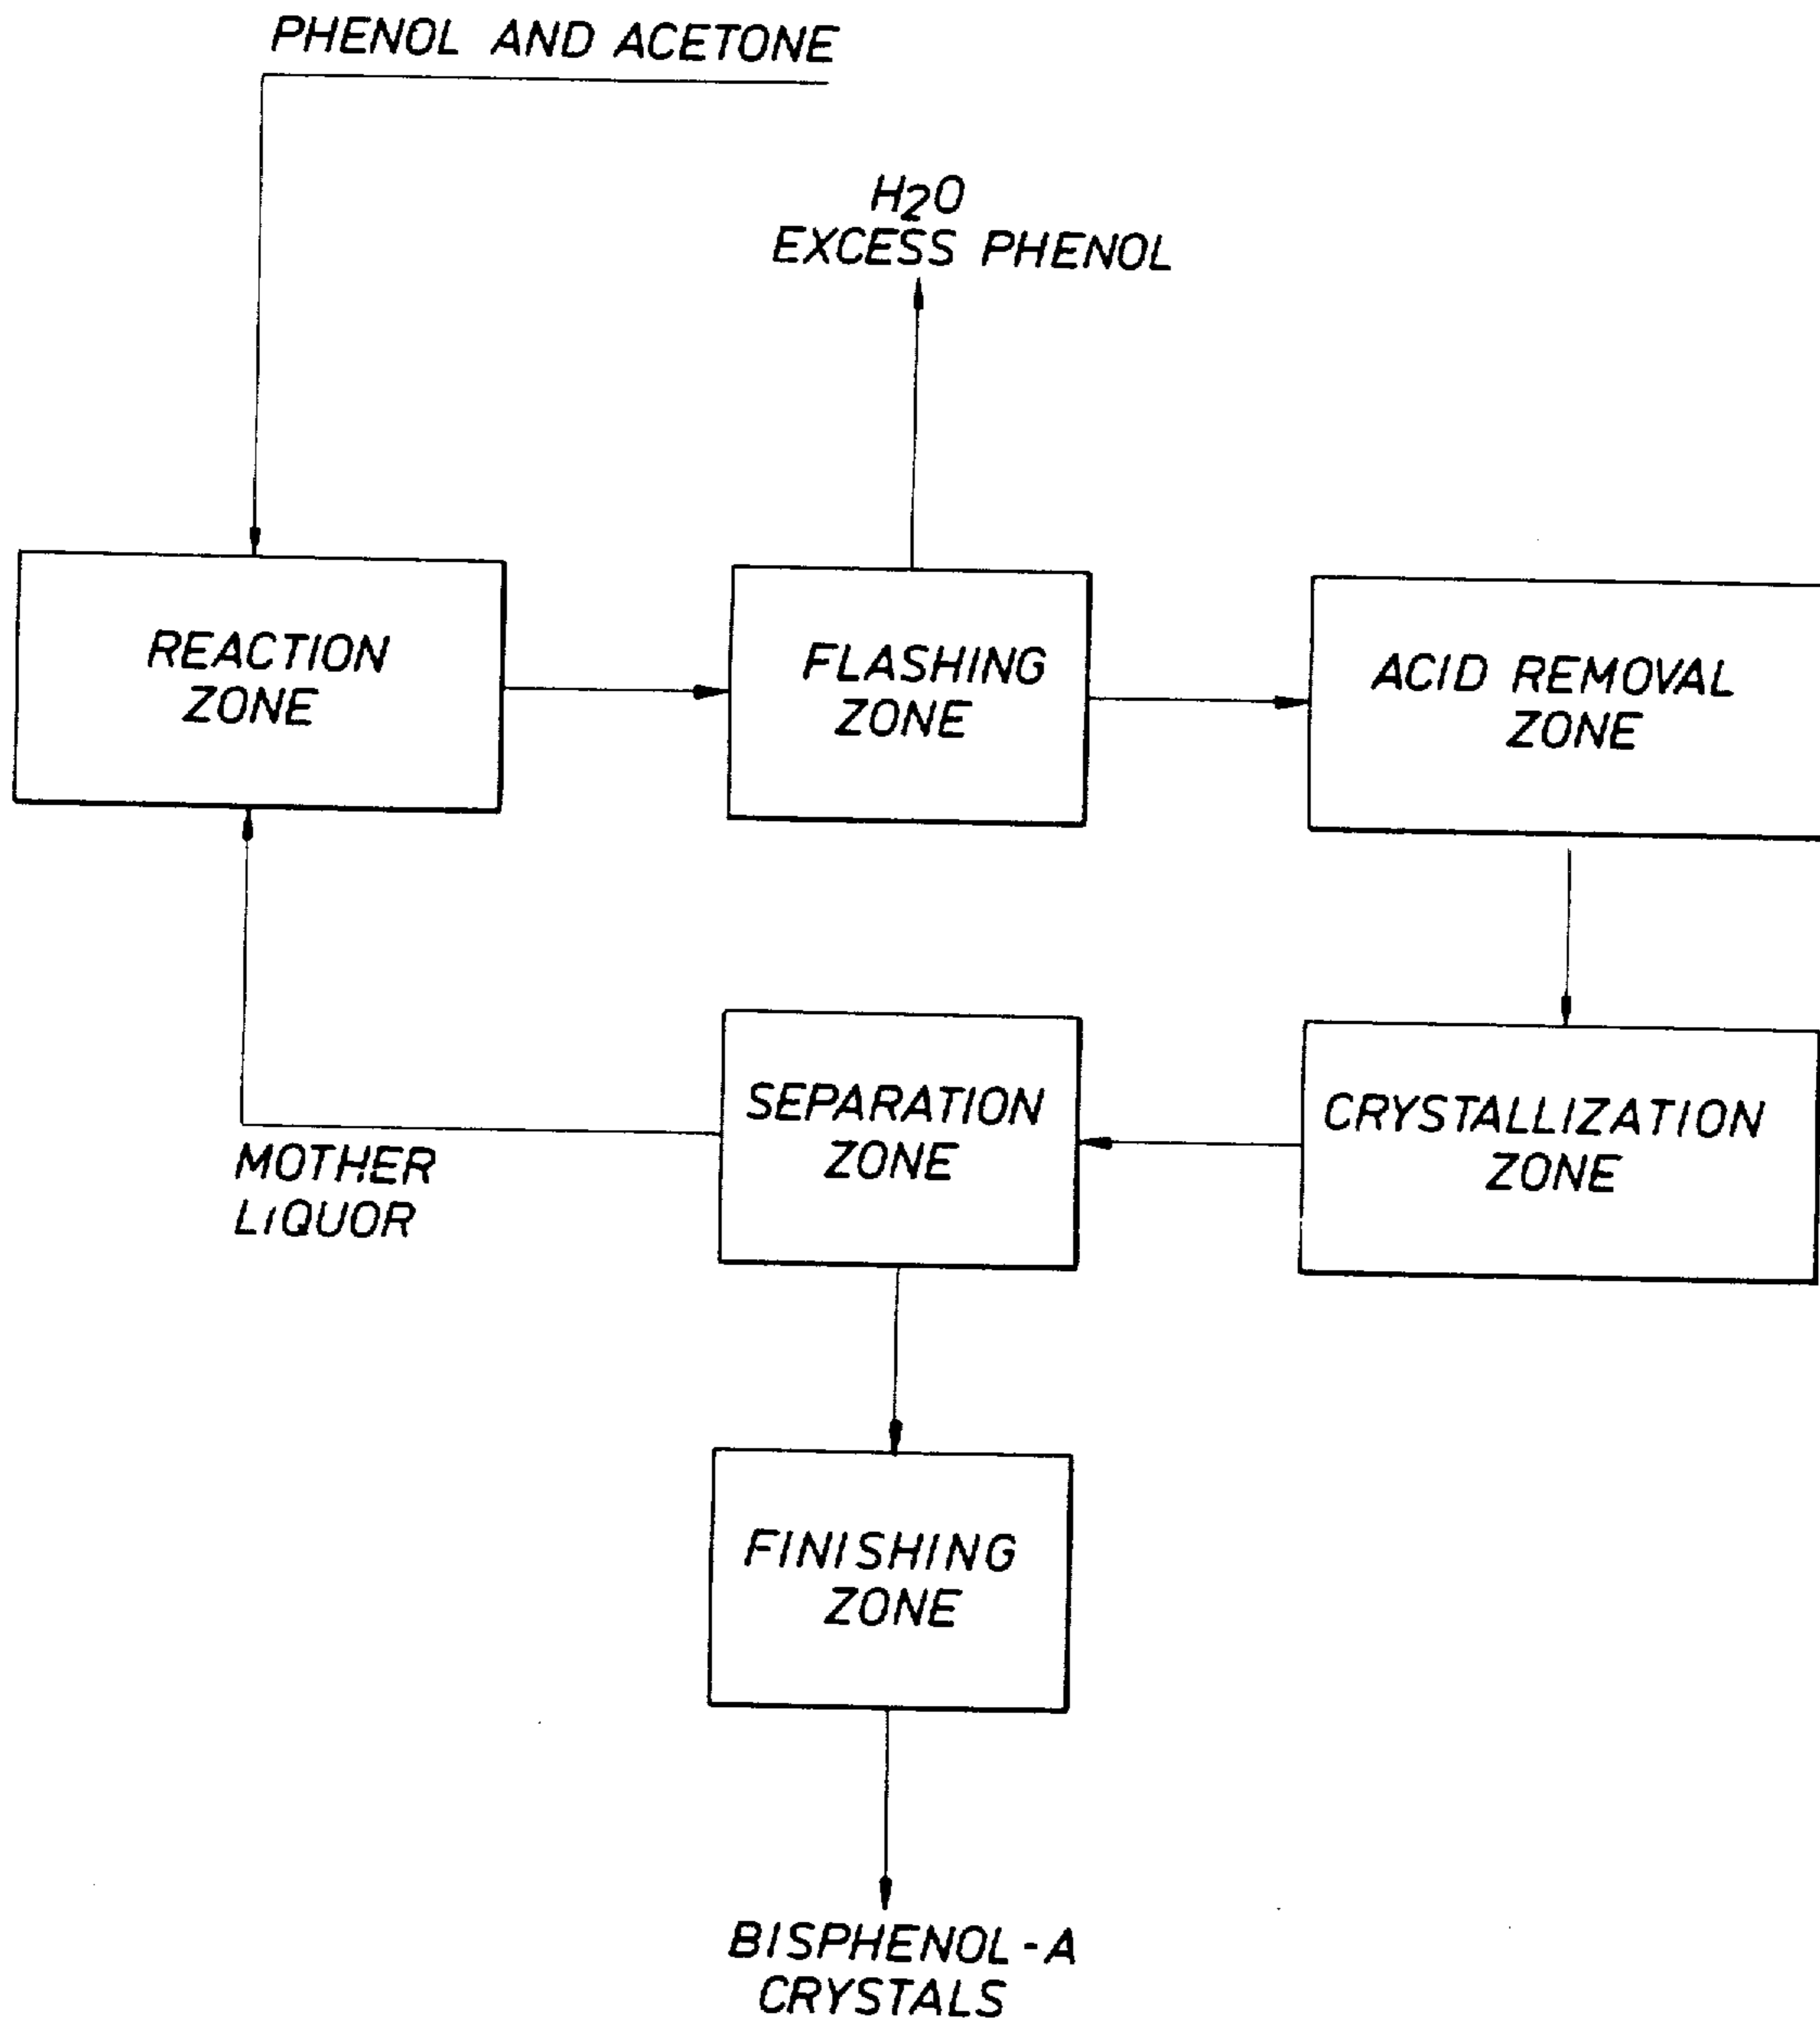 PHENOL AND ACETONE
H2O
EXCESS PHENOL
REACTION
ZONE
FLASHING
ZONE
ACID REMOVAL
ZONE
SEPARATION
ZONE
CRYSTALLIZATION
ZONE
MOTHER
LIQUOR
FINISHING
ZONE
BISPHENOL-A
CRYSTALS